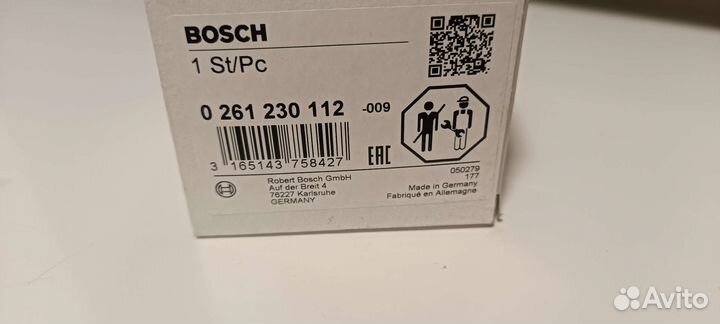 BOSCH
1 St/Pc
0 261 230 112 -009
3 165143 758427
EAC
Robert Bosch GmbH
Auf der Breit 4
76227 Karlsruhe
GERMANY
050279
177
Made in Germany
Fabriqué en Allemagne
Avito